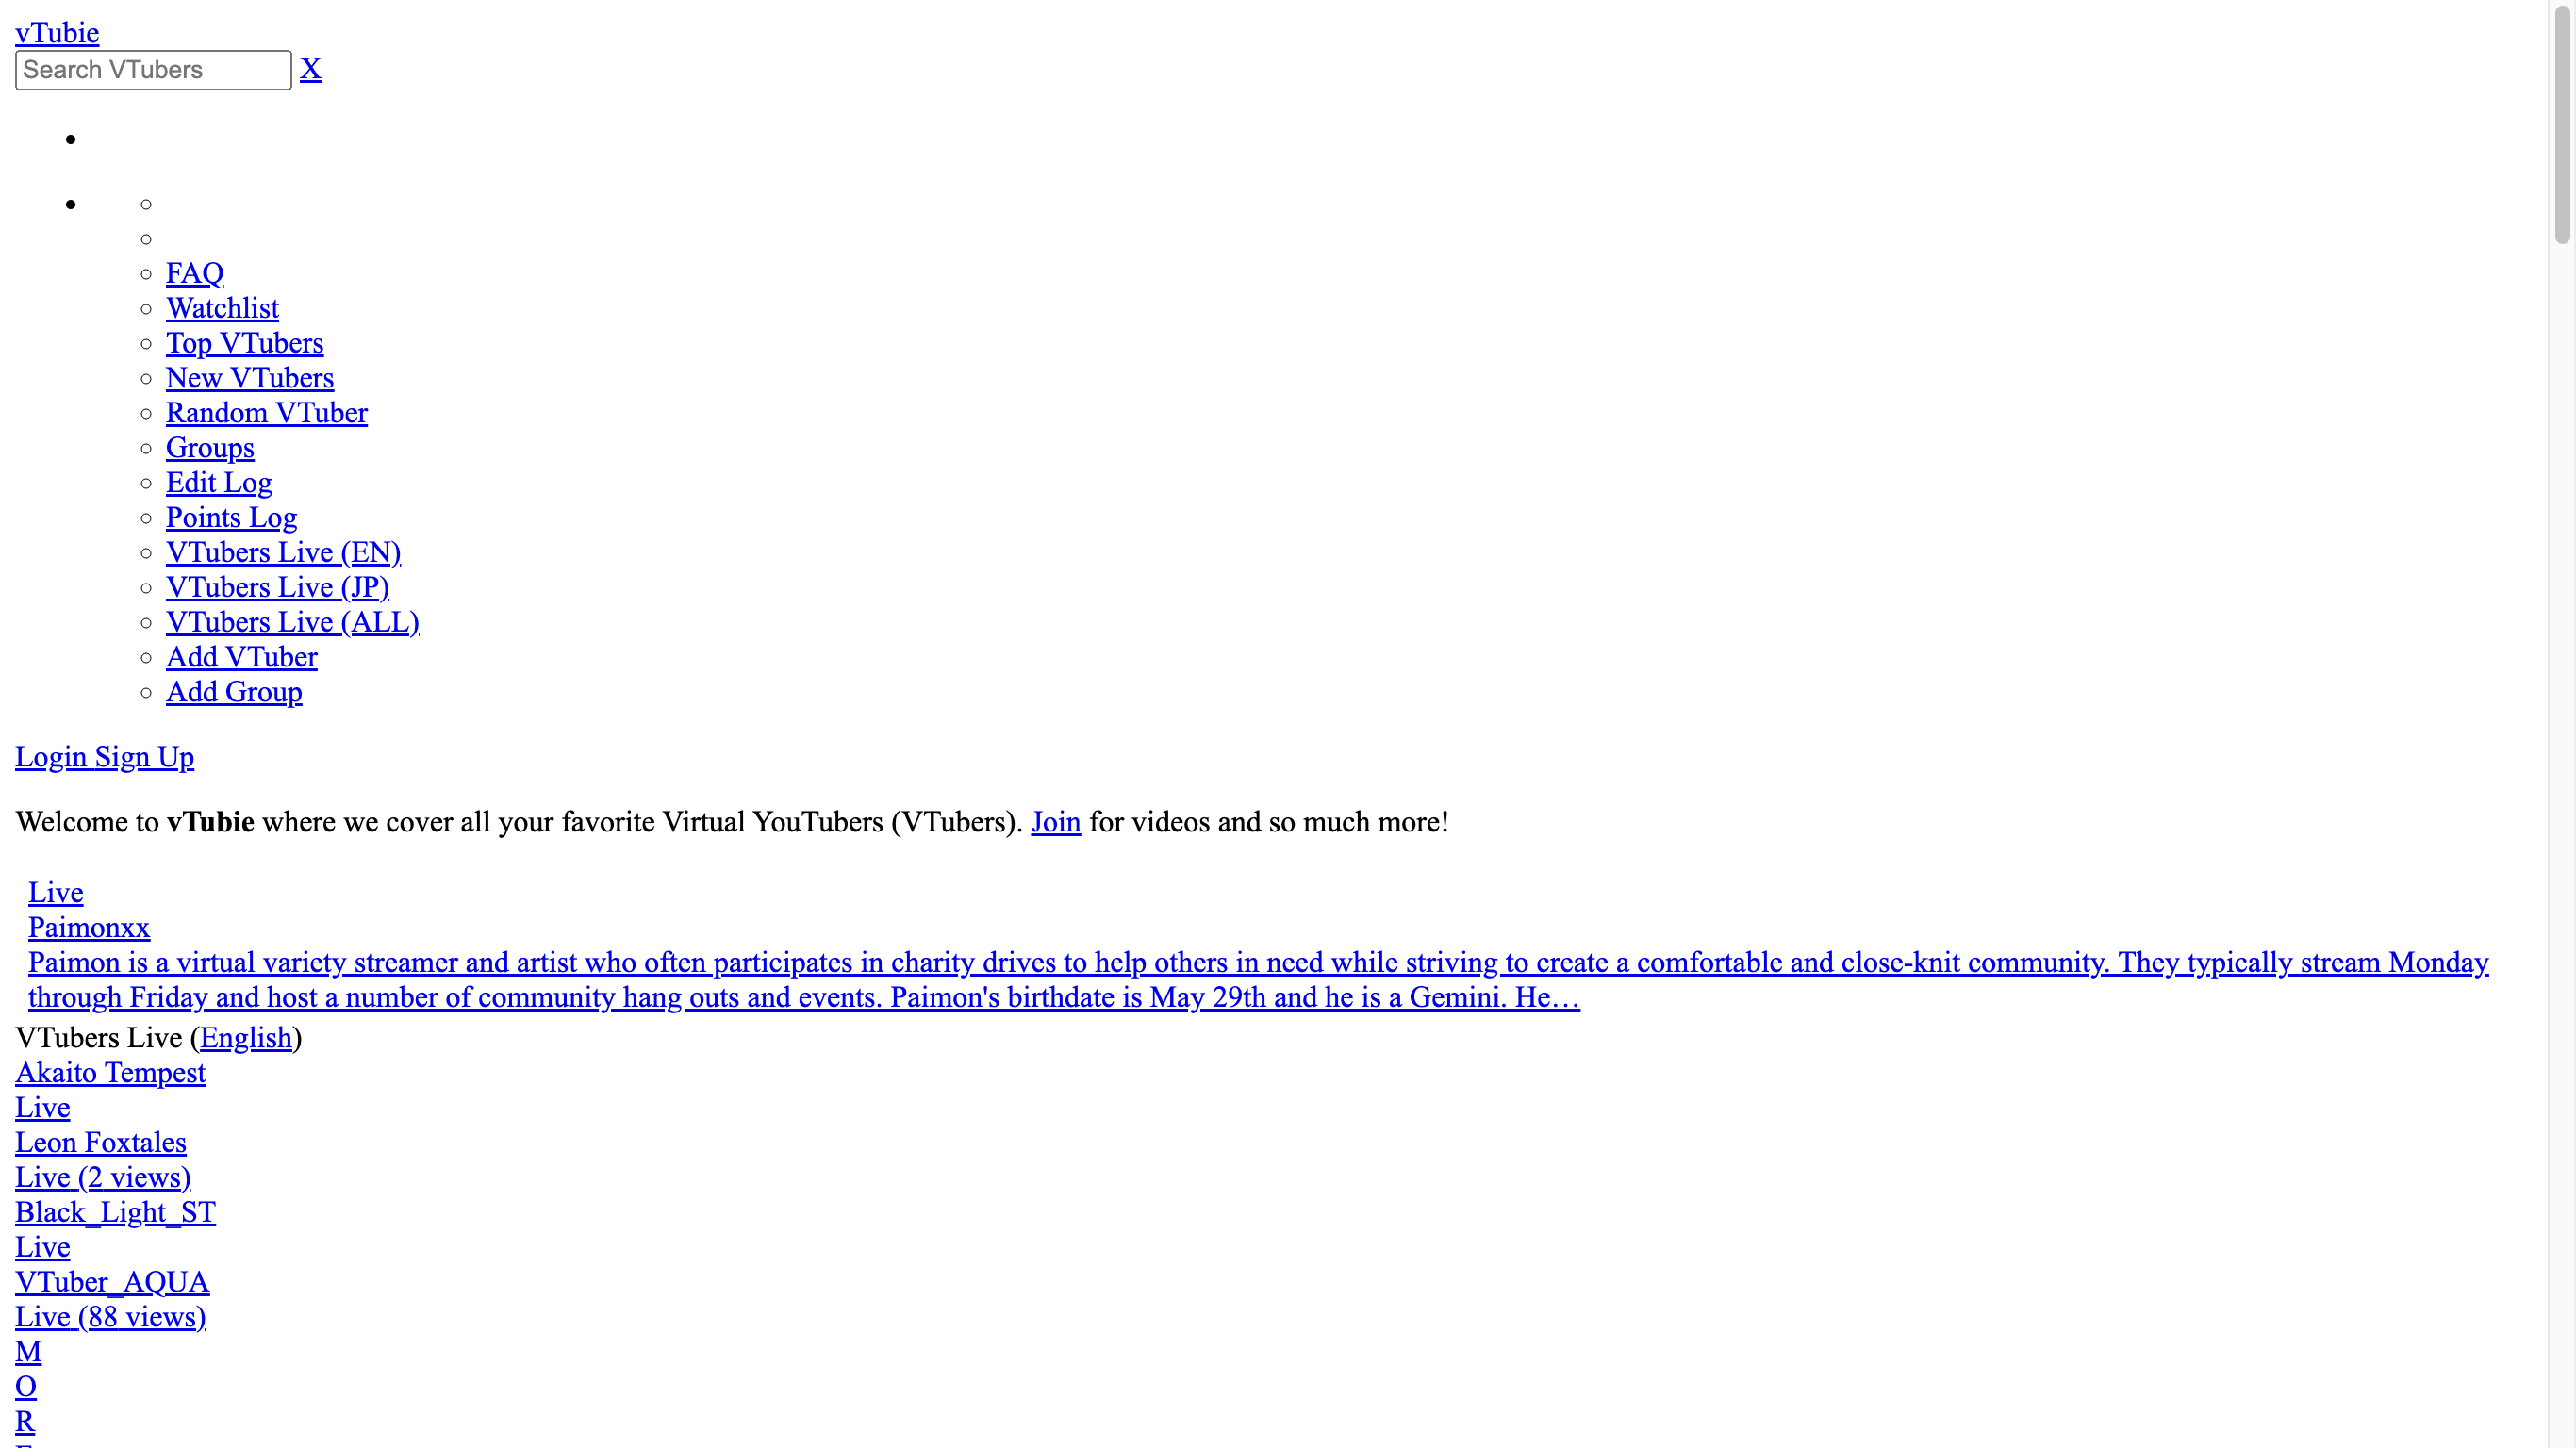 vTubie
Search VTubers X
FAQ
Watchlist
Top VTubers
New VTubers
Random VTuber
Groups
Edit Log
Points Log
VTubers Live (EN)
VTubers Live (JP)
VTubers Live (ALL)
Add VTuber
Add Group
Login Sign Up
Welcome to vTubie where we cover all your favorite Virtual YouTubers (VTubers). Join for videos and so much more!
Live
Paimonxx
Paimon is a virtual variety streamer and artist who often participates in charity drives to help others in need while striving to create a comfortable and close-knit community. They typically stream Monday
through Friday and host a number of community hang outs and events. Paimon's birthdate is May 29th and he is a Gemini. He…
VTubers Live (English)
Akaito Tempest
Live
Leon Foxtales
Live (2 views)
Black_Light_ST
Live
VTuber_AQUA
Live (88 views)
M
O
R